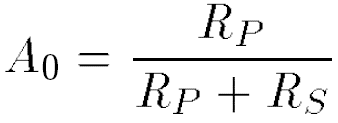 A_0 = \frac{R_P}{R_P + R_S}